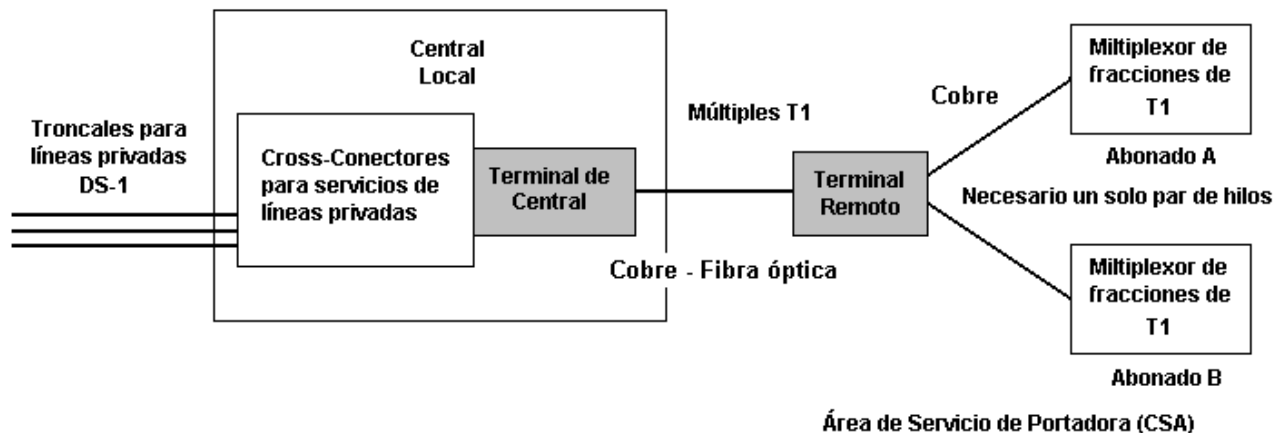 Central
Local
Troncales para
líneas privadas
DS-1
Cross-Conectores
para servicios de
líneas privadas
Terminal de
Central
Múltiples T1
Cobre - Fibra óptica
Terminal
Remoto
Cobre
Miltiplexor de
fracciones de
T1
Abonado A
Necesario un solo par de hilos
Miltiplexor de
fracciones de
T1
Abonado B
Área de Servicio de Portadora (CSA)